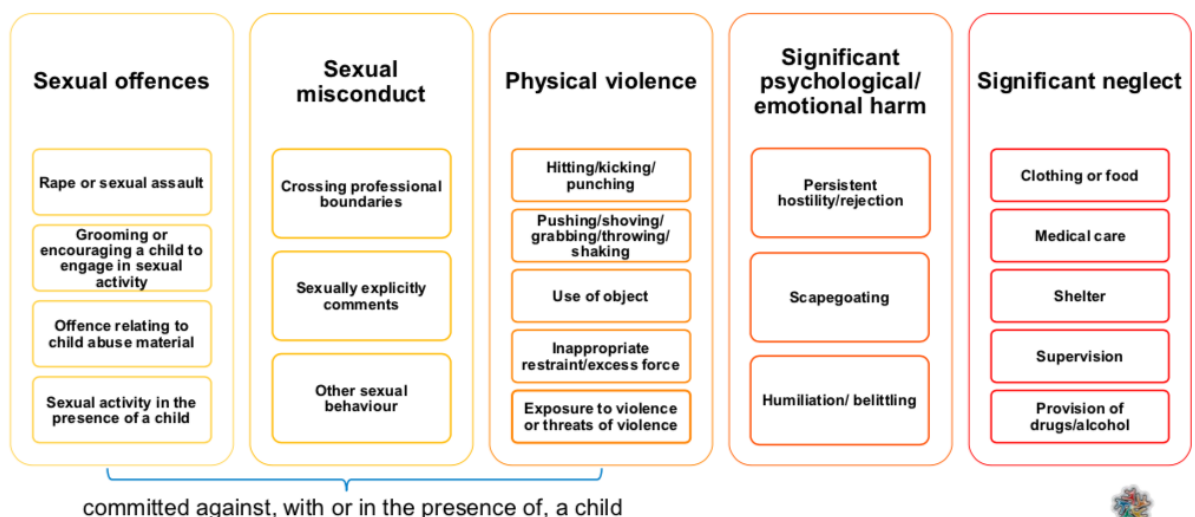 Sexual offences
Rape or sexual assault
Grooming or
encouraging a child to
engage in sexual
activity
Offence relating to
child abuse material
Sexual activity in the
presence of a child
Sexual
misconduct
Crossing professional
boundaries
Sexually explicitly
comments
Other sexual
behaviour
Physical violence
Hitting/kicking/
punching
Pushing/shoving/
grabbing/throwing/
shaking
Use of object
Inappropriate
restraint/excess force
Exposure to violence
or threats of violence
Significant
psychological/
emotional harm
Persistent
hostility/rejection
Scapegoating
Humiliation/ belittling
Significant neglect
Clothing or food
Medical care
Shelter
Supervision
Provision of
drugs/alcohol
committed against, with or in the presence of, a child